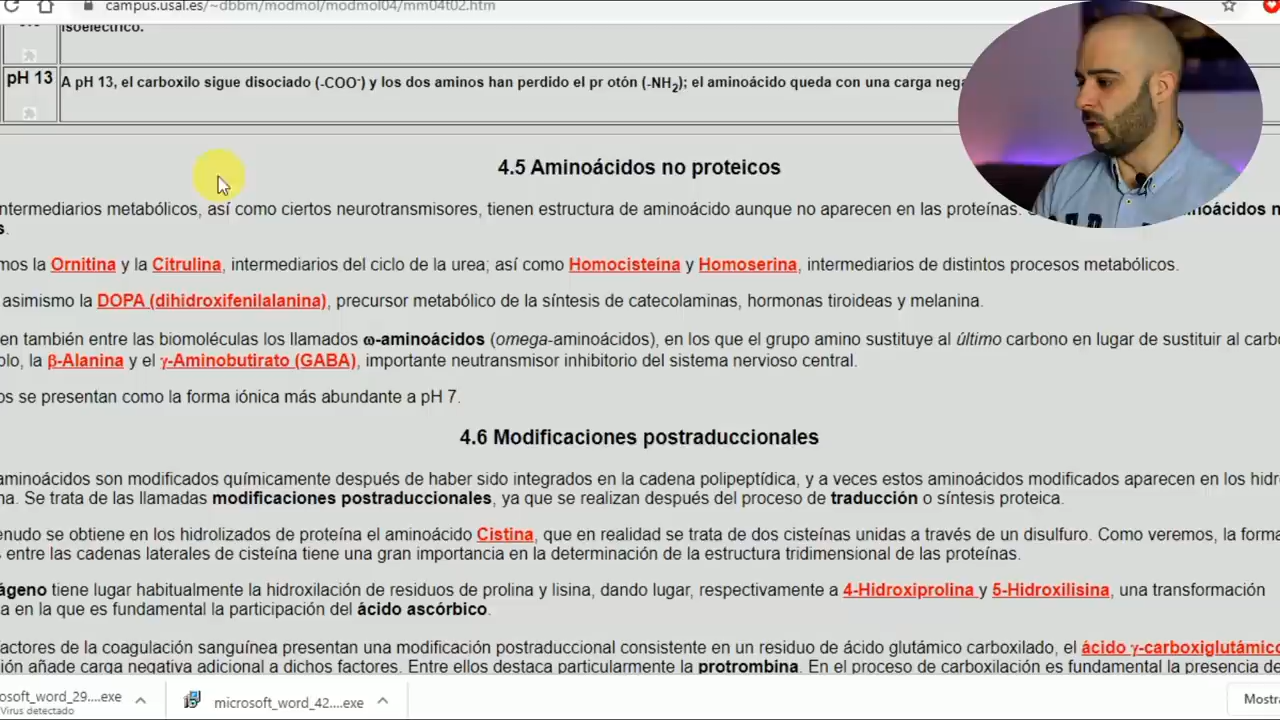 campus.usal.es/~dbbm/modmol/modmol04/mm04t02.htm
isoeléctrico.
pH 13
A pH 13, el carboxilo sigue disociado (-COO-) y los dos aminos han perdido el pr otón (-NH2); el aminoácido queda con una carga nega
4.5 Aminoácidos no proteicos
ntermediarios metabólicos, así como ciertos neurotransmisores, tienen estructura de aminoácido aunque no aparecen en las proteínas. noácidos n
s.
mos la Ornitina y la Citrulina, intermediarios del ciclo de la urea; así como Homocisteína y Homoserina, intermediarios de distintos procesos metabólicos.
asimismo la DOPA (dihidroxifenilalanina), precursor metabólico de la síntesis de catecolaminas, hormonas tiroideas y melanina.
en también entre las biomoléculas los llamados ω-aminoácidos (omega-aminoácidos), en los que el grupo amino sustituye al último carbono en lugar de sustituir al carbo
olo, la β-Alanina y el γ-Aminobutirato (GABA), importante neutransmisor inhibitorio del sistema nervioso central.
os se presentan como la forma iónica más abundante a pH 7.
4.6 Modificaciones postraduccionales
aminoácidos son modificados químicamente después de haber sido integrados en la cadena polipeptídica, y a veces estos aminoácidos modificados aparecen en los hidro
na. Se trata de las llamadas modificaciones postraduccionales, ya que se realizan después del proceso de traducción o síntesis proteica.
enudo se obtiene en los hidrolizados de proteína el aminoácido Cistina, que en realidad se trata de dos cisteínas unidas a través de un disulfuro. Como veremos, la forma
s entre las cadenas laterales de cisteína tiene una gran importancia en la determinación de la estructura tridimensional de las proteínas.
ágeno tiene lugar habitualmente la hidroxilación de residuos de prolina y lisina, dando lugar, respectivamente a 4-Hidroxiprolina y 5-Hidroxilisina, una transformación
a en la que es fundamental la participación del ácido ascórbico.
factores de la coagulación sanguínea presentan una modificación postraduccional consistente en un residuo de ácido glutámico carboxilado, el ácido γ-carboxiglutámico
ión añade carga negativa adicional a dichos factores. Entre ellos destaca particularmente la protrombina. En el proceso de carboxilación es fundamental la presencia de
osoft_word_29....exe
Virus detectado
microsoft_word_42....exe
Mostra